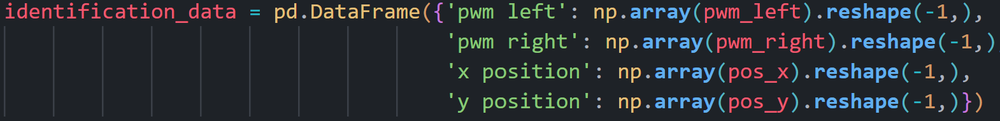 identification_data = pd.DataFrame({'pwm left': np.array(pwm_left).reshape(-1,),
'pwm right': np.array(pwm_right).reshape(-1,),
'x position': np.array(pos_x).reshape(-1,),
'y position': np.array(pos_y).reshape(-1,)})